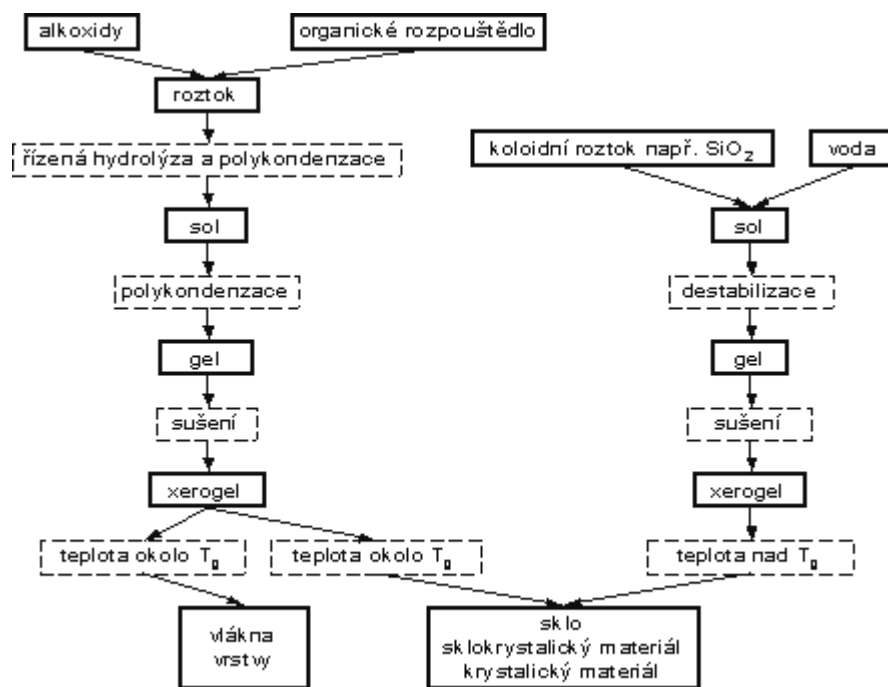 alkoxidy
organické rozpouštědlo
roztok
řízená hydrolýza a polykondenzace
koloidní roztok např. SiO₂
voda
sol
sol
polykondenzace
destabilizace
gel
gel
sušení
sušení
xerogel
xerogel
teplota okolo Tg
teplota okolo Tg
teplota nad Tg
vlákna
vrstvy
sklo
sklokrystalický materiál
krystalický materiál